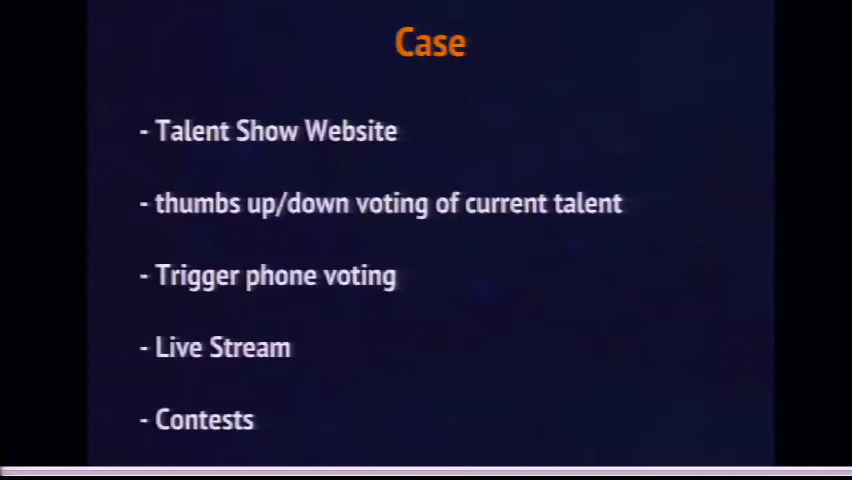 Case
- Talent Show Website
- thumbs up/down voting of current talent
- Trigger phone voting
- Live Stream
- Contests